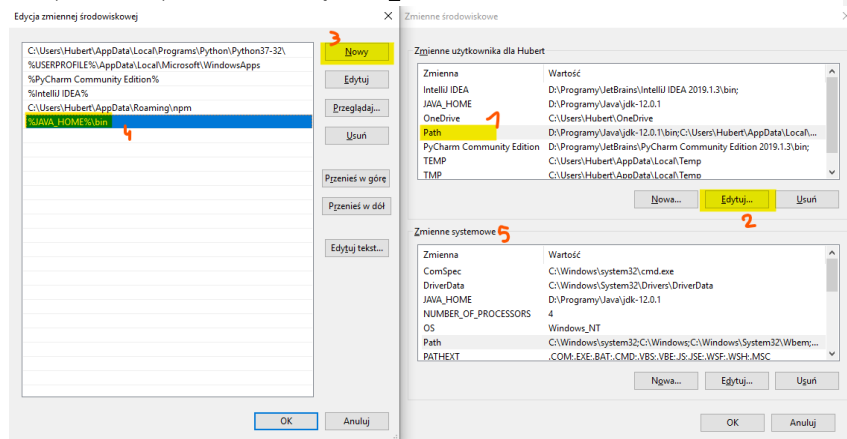 Edycja zmiennej środowiskowej
C:\Users\Hubert\AppData\Local\Programs\Python\Python37-32\
%USERPROFILE%\AppData\Local\Microsoft\WindowsApps
%PyCharm Community Edition%
%IntelliJ IDEA%
C:\Users\Hubert\AppData\Roaming\npm
%JAVA_HOME%\bin
4
3
Nowy
Edytuj
Przeglądaj...
Usuń
Przenieś w górę
Przenieś w dół
Edytuj tekst...
OK
Anuluj
Zmienne środowiskowe
Zmienne użytkownika dla Hubert
Zmienna Wartość
IntelliJ IDEA D:\Programy\JetBrains\IntelliJ IDEA 2019.1.3\bin;
JAVA_HOME D:\Programy\Java\jdk-12.0.1
OneDrive C:\Users\Hubert\OneDrive
1
Path D:\Programy\Java\jdk-12.0.1\bin;C:\Users\Hubert\AppData\Local\...
PyCharm Community Edition D:\Programy\JetBrains\PyCharm Community Edition 2019.1.3\bin;
TEMP C:\Users\Hubert\AppData\Local\Temp
TMP C:\Users\Hubert\AppData\Local\Temp
Nowa... Edytuj... Usuń
2
Zmienne systemowe 5
Zmienna Wartość
ComSpec C:\Windows\system32\cmd.exe
DriverData C:\Windows\System32\Drivers\DriverData
JAVA_HOME D:\Programy\Java\jdk-12.0.1
NUMBER_OF_PROCESSORS 4
OS Windows_NT
Path C:\Windows\system32;C:\Windows;C:\Windows\System32\Wbem;...
PATHEXT .COM;.EXE;.BAT;.CMD;.VBS;.VBE;.JS;.JSE;.WSF;.WSH;.MSC
Nowa... Edytuj... Usuń
OK Anuluj